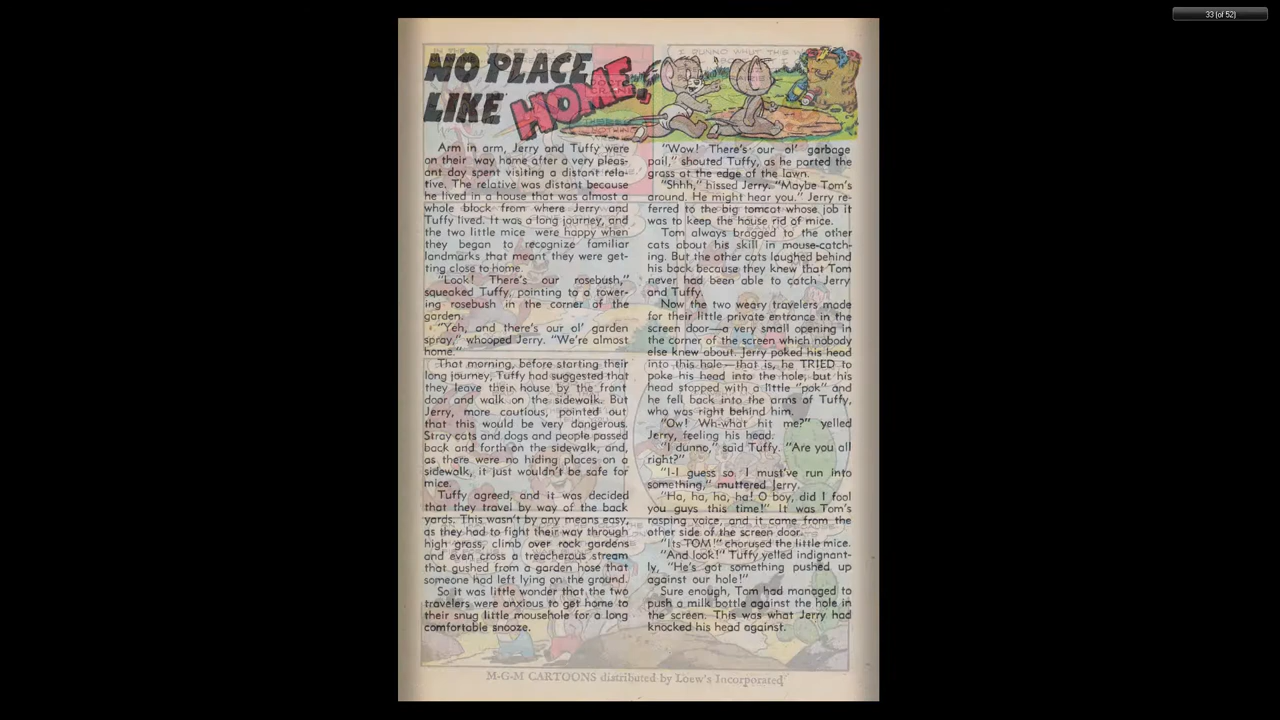 33 (of 52)
NO PLACE
LIKE HOME
Arm in arm, Jerry and Tuffy were
on their way home after a very pleas-
ant day spent visiting a distant rela-
tive. The relative was distant because
he lived in a house that was almost a
whole block from where Jerry and
Tuffy lived. It was a long journey, and
the two little mice were happy when
they began to recognize familiar
landmarks that meant they were get-
ting close to home.
"Look! There's our rosebush,"
squeaked Tuffy, pointing to a tower-
ing rosebush in the corner of the
garden.
"Yeh, and there's our ol' garden
spray," whooped Jerry. "We're almost
home."
That morning, before starting their
long journey, Tuffy had suggested that
they leave their house by the front
door and walk on the sidewalk. But
Jerry, more cautious, pointed out
that this would be very dangerous.
Stray cats and dogs and people passed
back and forth on the sidewalk, and,
as there were no hiding places on a
sidewalk, it just wouldn't be safe for
mice.
Tuffy agreed, and it was decided
that they travel by way of the back
yards. This wasn't by any means easy,
as they had to fight their way through
high grass, climb over rock gardens
and even cross a treacherous stream
that gushed from a garden hose that
someone had left lying on the ground.
So it was little wonder that the two
travelers were anxious to get home to
their snug little mousehole for a long
comfortable snooze.
"Wow! There's our ol' garbage
pail," shouted Tuffy, as he parted the
grass at the edge of the lawn.
"Shhh," hissed Jerry. "Maybe Tom's
around. He might hear you." Jerry re-
ferred to the big tomcat whose job it
was to keep the house rid of mice.
Tom always bragged to the other
cats about his skill in mouse-catch-
ing. But the other cats laughed behind
his back because they knew that Tom
never had been able to catch Jerry
and Tuffy.
Now the two weary travelers made
for their little private entrance in the
screen door—a very small opening in
the corner of the screen which nobody
else knew about. Jerry poked his head
into this hole—that is, he TRIED to
poke his head into the hole, but his
head stopped with a little "pok" and
he fell back into the arms of Tuffy,
who was right behind him.
"Ow! Wh-what hit me?" yelled
Jerry, feeling his head.
"I dunno," said Tuffy. "Are you all
right?"
"I-I guess so. I must've run into
something," muttered Jerry.
"Ha, ha, ha, ha! O boy, did I fool
you guys this time!" It was Tom's
rasping voice, and it came from the
other side of the screen door.
"Its TOM!" chorused the little mice.
"And look!" Tuffy yelled indignant-
ly, "He's got something pushed up
against our hole!"
Sure enough, Tom had managed to
push a milk bottle against the hole in
the screen. This was what Jerry had
knocked his head against.
M-G-M CARTOONS distributed by Loew's Incorporated